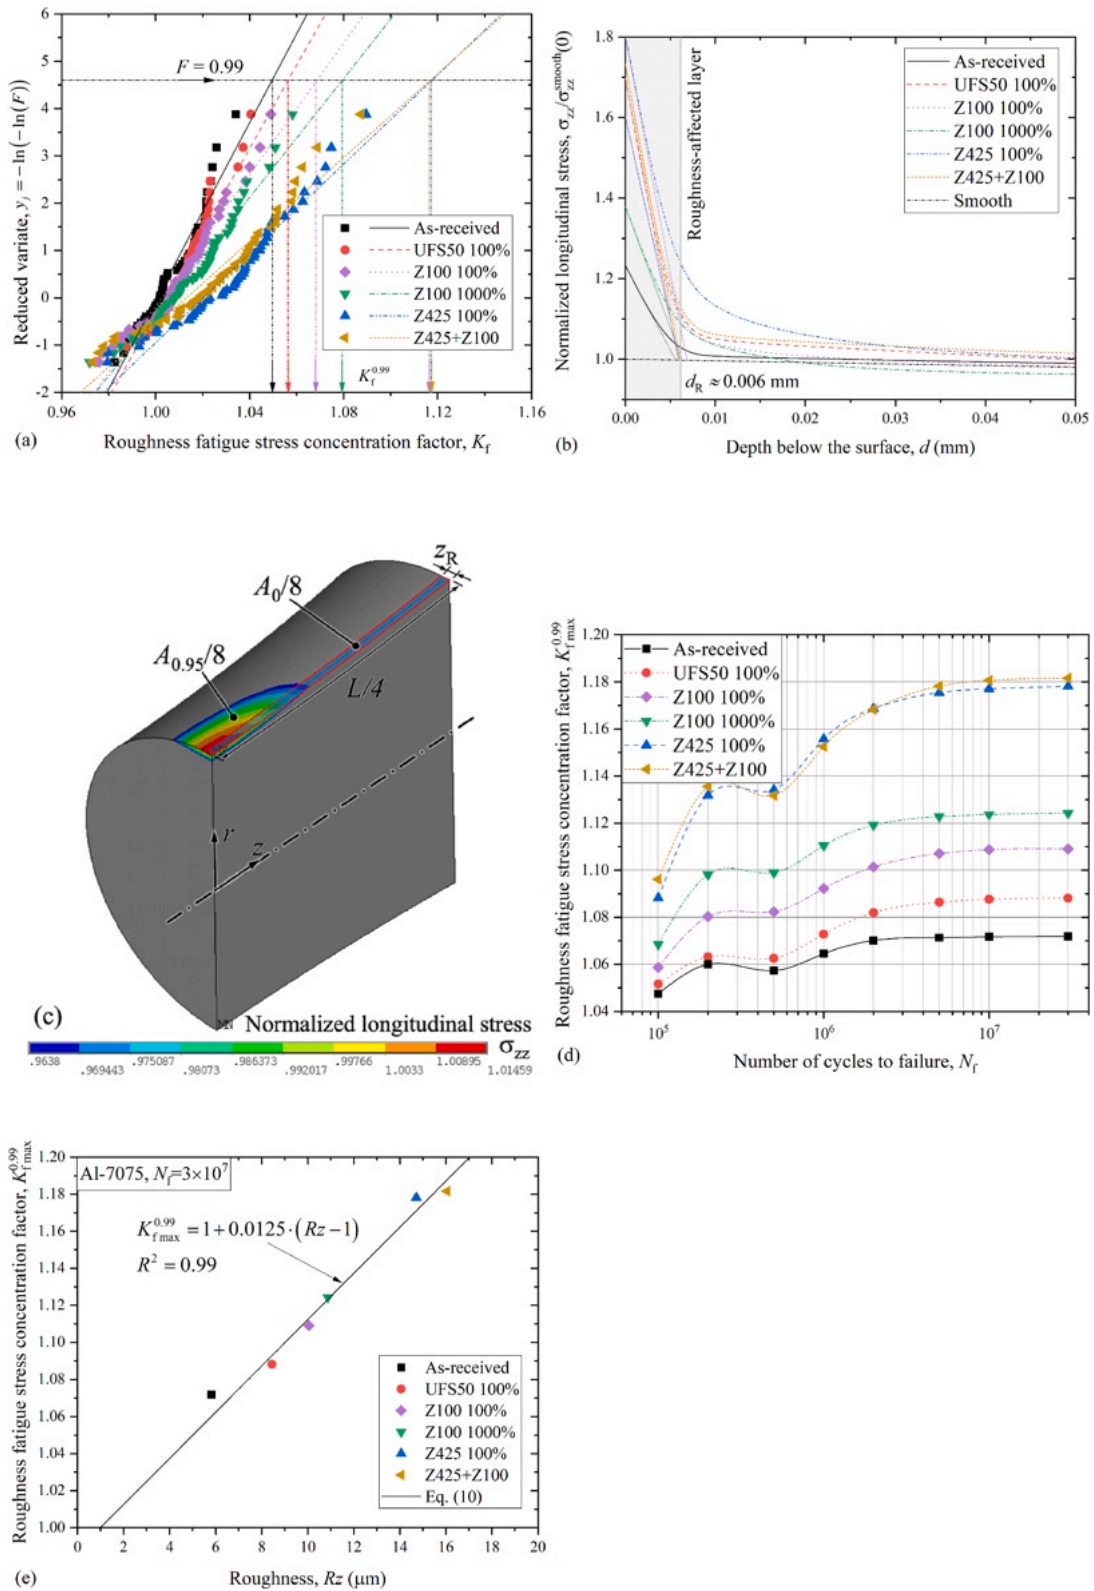 Reduced variate, y_j = −ln(−ln(F))
6
5
4
3
2
1
0
-1
-2
F = 0.99
As-received
UFS50 100%
Z100 100%
Z100 1000%
Z425 100%
Z425+Z100
K_f^0.99
0.96 1.00 1.04 1.08 1.12 1.16
(a) Roughness fatigue stress concentration factor, K_f
Normalized longitudinal stress, σ_zz/σ_zz^smooth(0)
1.8
1.6
1.4
1.2
1.0
Roughness-affected layer
As-received
UFS50 100%
Z100 100%
Z100 1000%
Z425 100%
Z425+Z100
Smooth
d_R ≈ 0.006 mm
0.00 0.01 0.02 0.03 0.04 0.05
(b) Depth below the surface, d (mm)
z_R
A_0/8
A_0.95/8
L/4
r
z
MN
(c) Normalized longitudinal stress
σ_zz
.9638 .975087 .986373 .99766 1.00895
.969443 .98073 .992017 1.0033 1.01459
Roughness fatigue stress concentration factor, K_f max^0.99
1.20
1.18
1.16
1.14
1.12
1.10
1.08
1.06
1.04
As-received
UFS50 100%
Z100 100%
Z100 1000%
Z425 100%
Z425+Z100
10^5 10^6 10^7
(d) Number of cycles to failure, N_f
Roughness fatigue stress concentration factor, K_f max^0.99
1.20
1.18
1.16
1.14
1.12
1.10
1.08
1.06
1.04
1.02
1.00
Al-7075, N_f=3×10^7
K_f max^0.99 = 1+0.0125·(Rz−1)
R^2 = 0.99
As-received
UFS50 100%
Z100 100%
Z100 1000%
Z425 100%
Z425+Z100
Eq. (10)
0 2 4 6 8 10 12 14 16 18 20
(e) Roughness, Rz (μm)